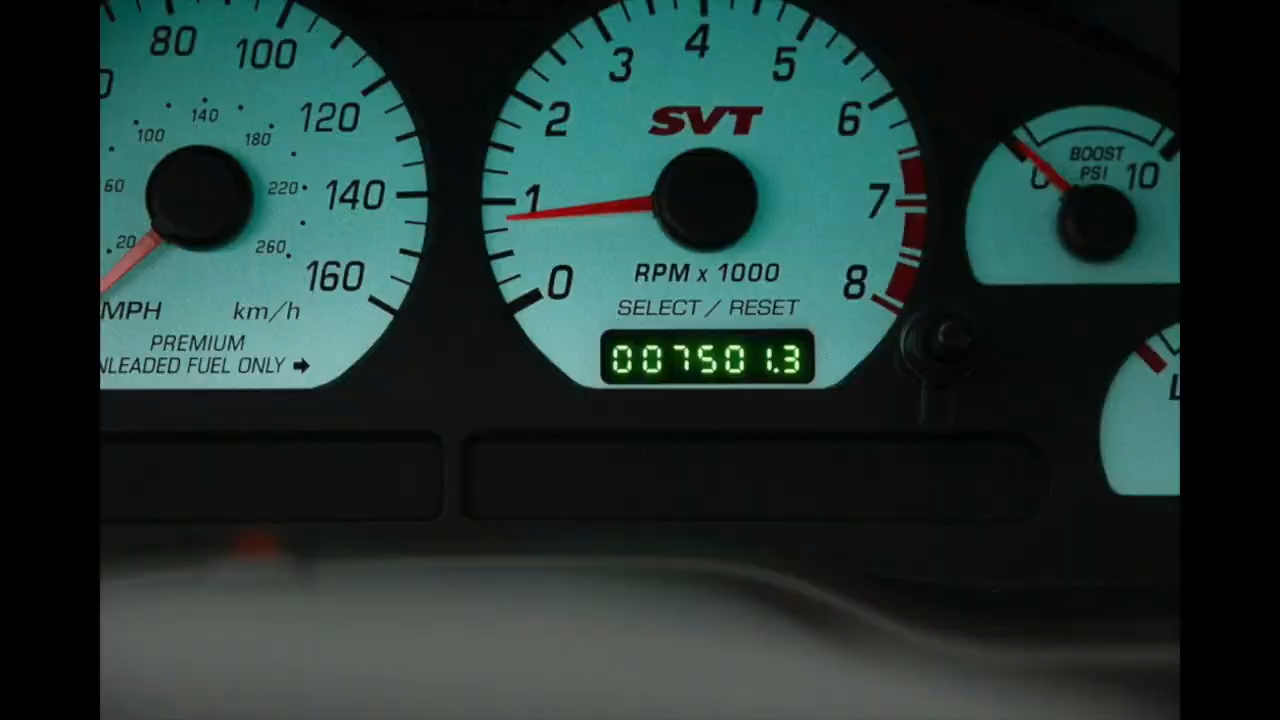 80
100
120
140
160
20
60
100
140
180
220
260
MPH
km/h
PREMIUM
NLEADED FUEL ONLY
0
1
2
3
4
5
6
7
8
SVT
RPM x 1000
SELECT / RESET
007501.3
BOOST
PSI
0
10
L